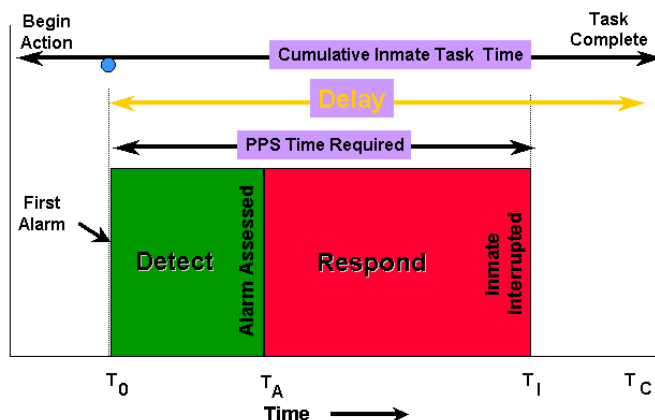 Begin
Action
Task
Complete
Cumulative Inmate Task Time
Delay
PPS Time Required
First
Alarm
Detect
Alarm Assessed
Respond
Inmate
Interrupted
T0
TA
TI
TC
Time